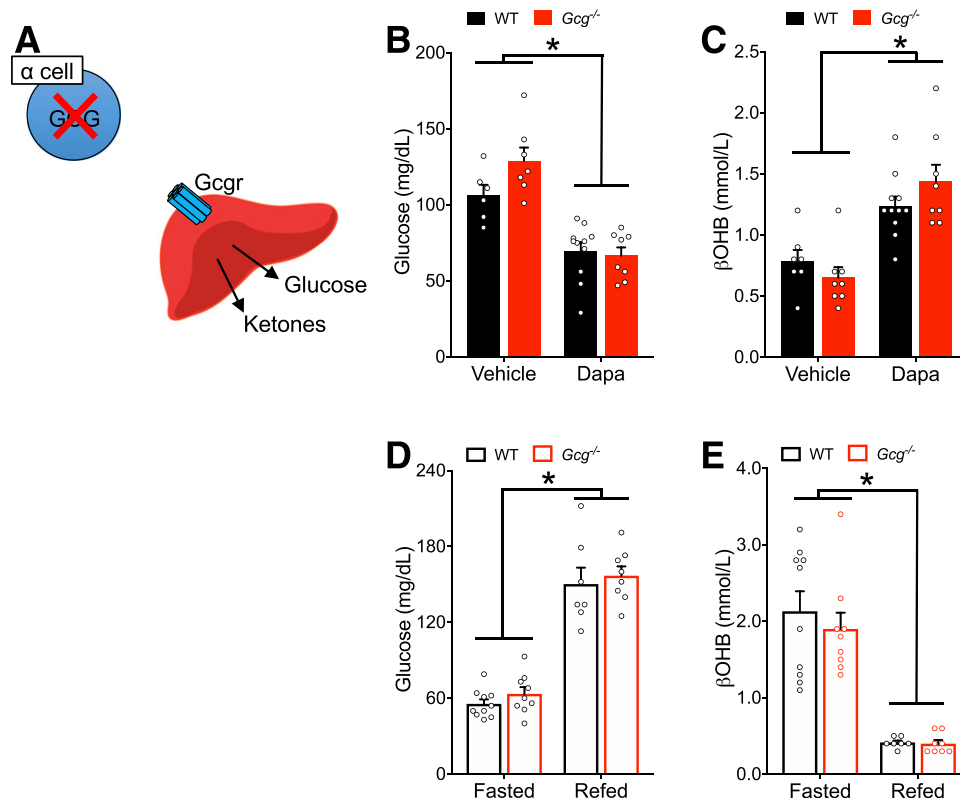 A
α cell
GCG
Gcgr
Glucose
Ketones
B
WT Gcg-/-
*
Glucose (mg/dL)
200
150
100
50
0
Vehicle Dapa
C
WT Gcg-/-
*
βOHB (mmol/L)
2.5
2.0
1.5
1.0
0.5
0.0
Vehicle Dapa
D
WT Gcg-/-
*
Glucose (mg/dL)
240
180
120
60
0
Fasted Refed
E
WT Gcg-/-
*
βOHB (mmol/L)
4.0
3.0
2.0
1.0
0.0
Fasted Refed